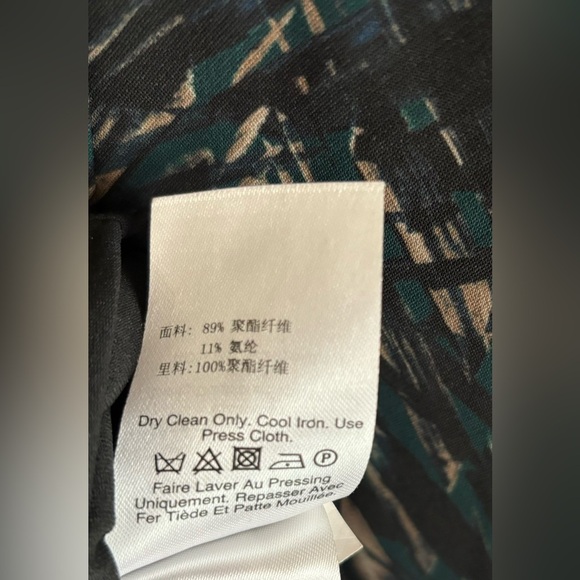 面料: 89% 聚酯纤维
11% 氨纶
里料:100%聚酯纤维
Dry Clean Only. Cool Iron. Use
Press Cloth.
P
Faire Laver Au Pressing
Uniquement. Repasser Avec
Fer Tiède Et Patte Mouillée.